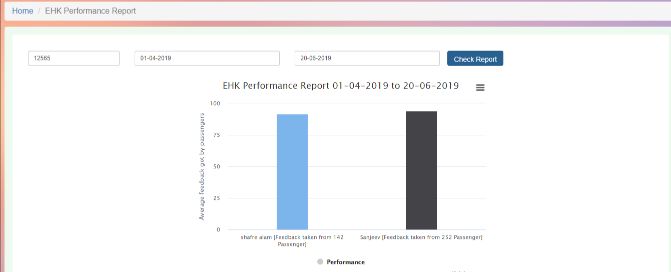 Home / EHK Performance Report
12565 01-04-2019 20-06-2019 Check Report
EHK Performance Report 01-04-2019 to 20-06-2019
Average feedback got by passengers
100
75
50
25
0
shafre alam [Feedback taken from 142
Passenger]
Sanjeev [Feedback taken from 252 Passenger]
Performance